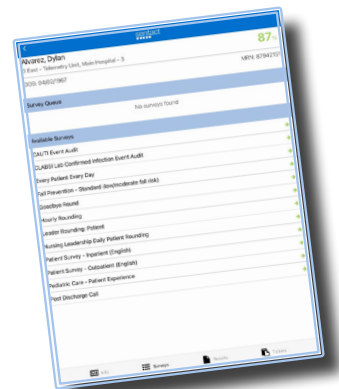 contact
Alvarez, Dylan
3 East - Telemetry Unit, Main Hospital - 3
87%
DOB: 04/02/1967
MRN: 87942151
Survey Queue
No surveys found
Available Surveys
CAUTI Event Audit
CLABSI Lab Confirmed Infection Event Audit
Every Patient Every Day
Fall Prevention - Standard (low/moderate fall risk)
Goodbye Round
Hourly Rounding
Leader Rounding: Patient
Nursing Leadership Daily Patient Rounding
Patient Survey - Inpatient (English)
Patient Survey - Outpatient (English)
Pediatric Care - Patient Experience
Post Discharge Call
Info
Surveys
Results
Tickets